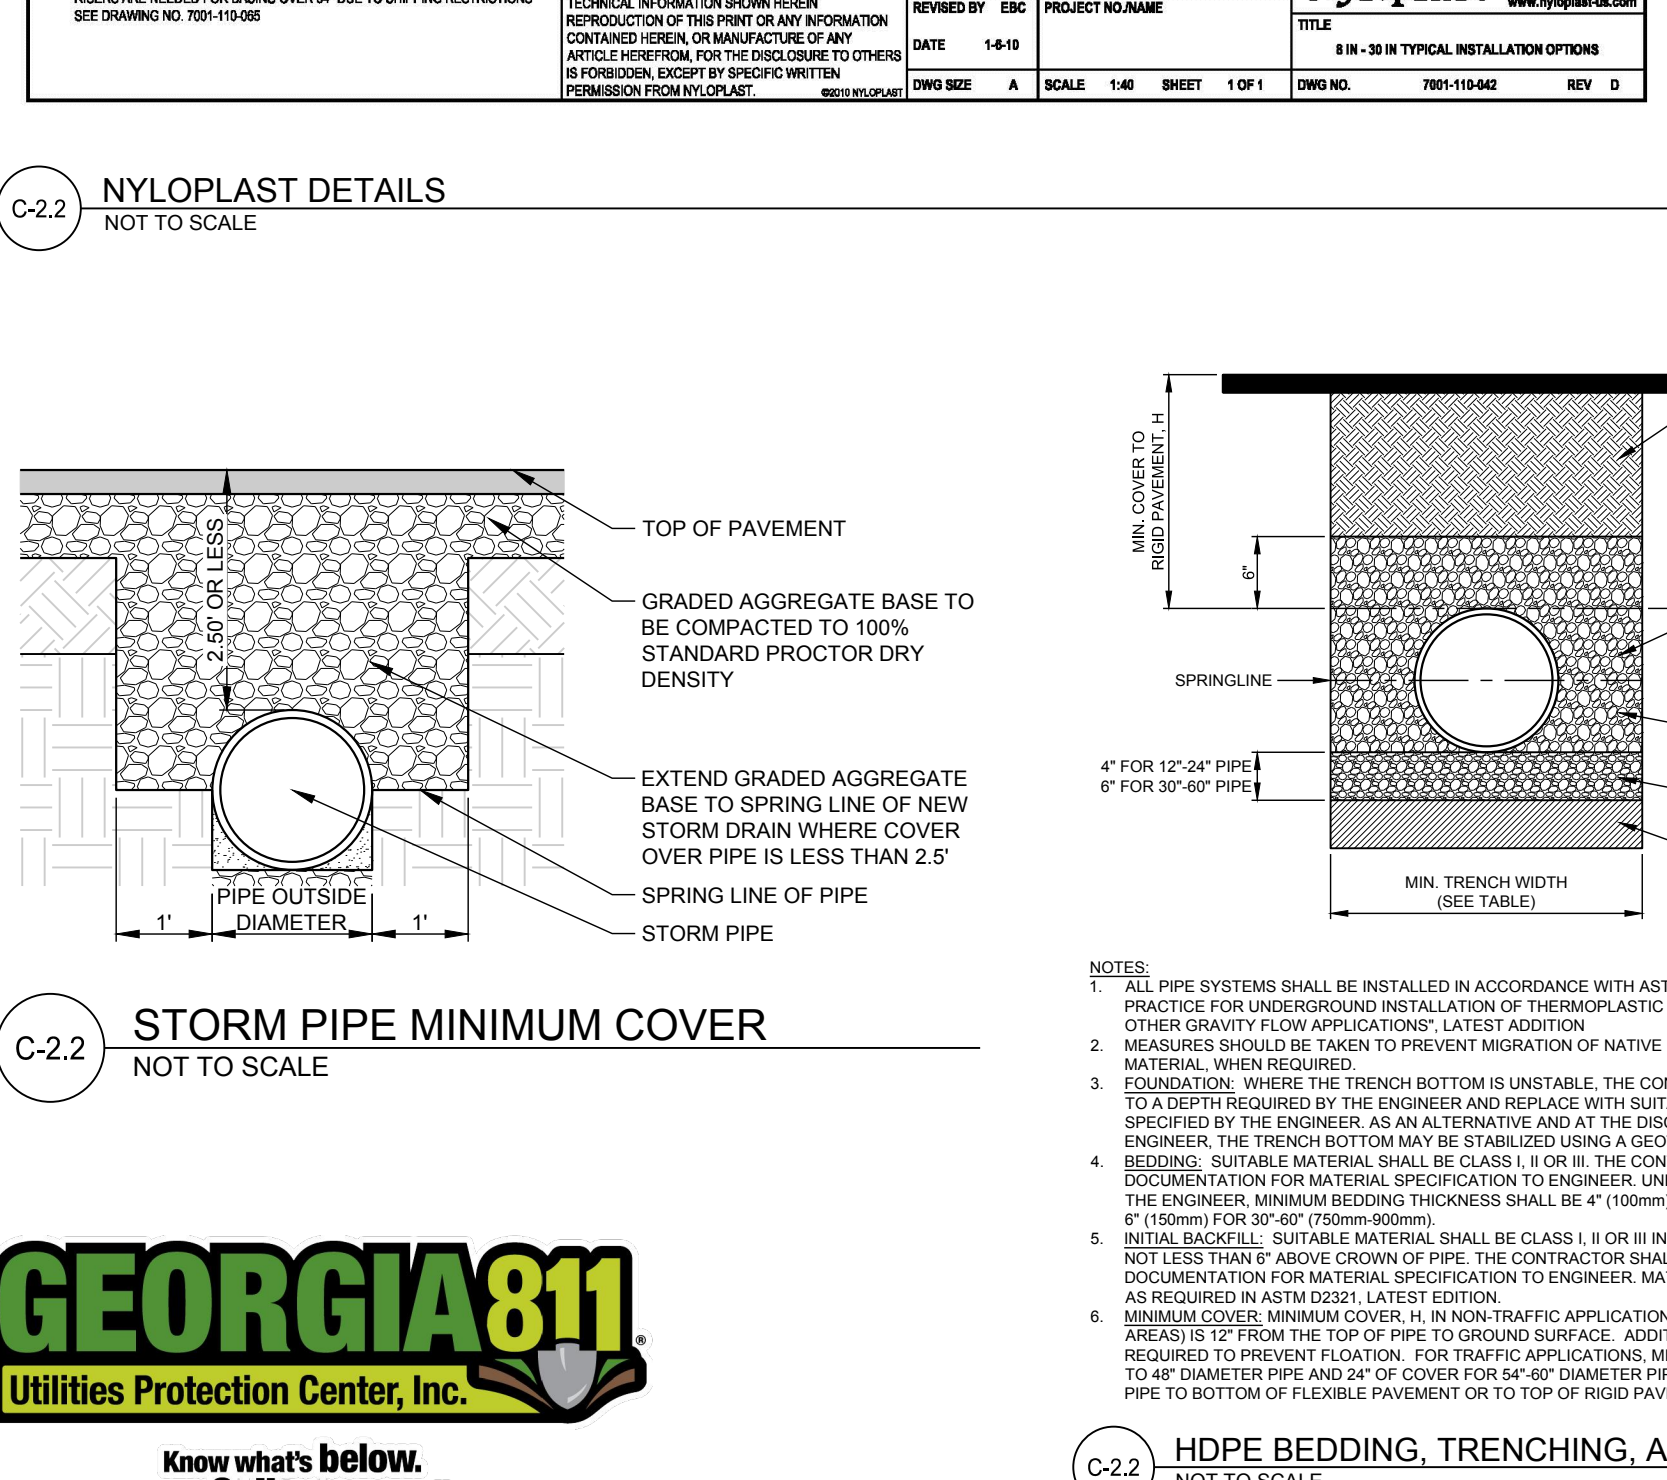 SEE DRAWING NO. 7001-110-065
TECHNICAL INFORMATION SHOWN HEREIN
REPRODUCTION OF THIS PRINT OR ANY INFORMATION
CONTAINED HEREIN, OR MANUFACTURE OF ANY
ARTICLE HEREFROM, FOR THE DISCLOSURE TO OTHERS
IS FORBIDDEN, EXCEPT BY SPECIFIC WRITTEN
PERMISSION FROM NYLOPLAST.
©2010 NYLOPLAST
REVISED BY EBC
PROJECT NO./NAME
DATE 1-6-10
DWG SIZE A
SCALE 1:40 SHEET 1 OF 1
www.nyloplast-us.com
TITLE
8 IN - 30 IN TYPICAL INSTALLATION OPTIONS
DWG NO. 7001-110-042 REV D
C-2.2
NYLOPLAST DETAILS
NOT TO SCALE
2.50' OR LESS
TOP OF PAVEMENT
GRADED AGGREGATE BASE TO
BE COMPACTED TO 100%
STANDARD PROCTOR DRY
DENSITY
EXTEND GRADED AGGREGATE
BASE TO SPRING LINE OF NEW
STORM DRAIN WHERE COVER
OVER PIPE IS LESS THAN 2.5'
SPRING LINE OF PIPE
STORM PIPE
1'
PIPE OUTSIDE
DIAMETER
1'
C-2.2
STORM PIPE MINIMUM COVER
NOT TO SCALE
MIN. COVER TO
RIGID PAVEMENT, H
6"
SPRINGLINE
4" FOR 12"-24" PIPE
6" FOR 30"-60" PIPE
MIN. TRENCH WIDTH
(SEE TABLE)
NOTES:
1. ALL PIPE SYSTEMS SHALL BE INSTALLED IN ACCORDANCE WITH
PRACTICE FOR UNDERGROUND INSTALLATION OF THERMOPLASTIC
OTHER GRAVITY FLOW APPLICATIONS", LATEST ADDITION
2. MEASURES SHOULD BE TAKEN TO PREVENT MIGRATION OF NATIVE
MATERIAL, WHEN REQUIRED.
3. FOUNDATION: WHERE THE TRENCH BOTTOM IS UNSTABLE, THE
TO A DEPTH REQUIRED BY THE ENGINEER AND REPLACE WITH
SPECIFIED BY THE ENGINEER. AS AN ALTERNATIVE AND AT THE
ENGINEER, THE TRENCH BOTTOM MAY BE STABILIZED USING A
4. BEDDING: SUITABLE MATERIAL SHALL BE CLASS I, II OR III. THE
DOCUMENTATION FOR MATERIAL SPECIFICATION TO ENGINEER.
THE ENGINEER, MINIMUM BEDDING THICKNESS SHALL BE 4" (100mm)
6" (150mm) FOR 30"-60" (750mm-900mm).
5. INITIAL BACKFILL: SUITABLE MATERIAL SHALL BE CLASS I, II OR III IN
NOT LESS THAN 6" ABOVE CROWN OF PIPE. THE CONTRACTOR
DOCUMENTATION FOR MATERIAL SPECIFICATION TO ENGINEER.
AS REQUIRED IN ASTM D2321, LATEST EDITION.
6. MINIMUM COVER: MINIMUM COVER, H, IN NON-TRAFFIC
AREAS) IS 12" FROM THE TOP OF PIPE TO GROUND SURFACE.
REQUIRED TO PREVENT FLOATION. FOR TRAFFIC APPLICATIONS,
TO 48" DIAMETER PIPE AND 24" OF COVER FOR 54"-60" DIAMETER
PIPE TO BOTTOM OF FLEXIBLE PAVEMENT OR TO TOP OF RIGID
C-2.2
HDPE BEDDING, TRENCHING,
NOT TO SCALE
GEORGIA811
®
Utilities Protection Center, Inc.
Know what's below.